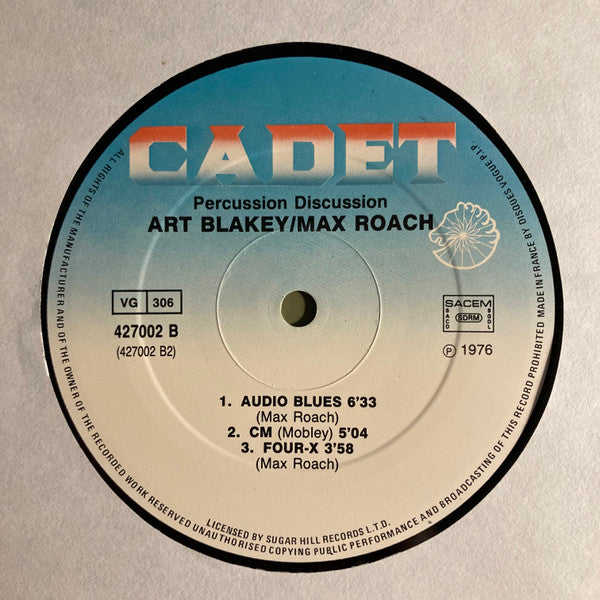 CADET
Percussion Discussion
ART BLAKEY/MAX ROACH
VG 306
427002 B
(427002 B2)
SACEM
SACD SDRM SGDL
℗ 1976
1. AUDIO BLUES 6'33
(Max Roach)
2. CM (Mobley) 5'04
3. FOUR-X 3'58
(Max Roach)
LICENSED BY SUGAR HILL RECORDS L.T.D.
ALL RIGHTS OF THE MANUFACTURER AND OF THE OWNER OF THE RECORDED WORK RESERVED UNAUTHORISED COPYING PUBLIC PERFORMANCE AND BROADCASTING OF THIS RECORD PROHIBITED MADE IN FRANCE BY DISQUES VOGUE P.I.P.